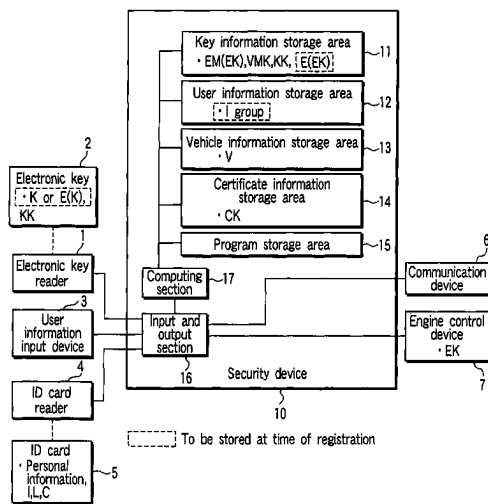 Key information storage area
• EM(EK),VMK,KK, E(EK)
11
User information storage area
• I group
12
Vehicle information storage area
• V
13
Certificate information
storage area
• CK
14
Program storage area
15
Computing
section
17
Input and
output
section
16
Security device
10
2
Electronic key
• K or E(K),
KK
1
Electronic key
reader
3
User
information
input device
4
ID card
reader
ID card
• Personal
information,
I,L,C
5
6
Communication
device
Engine control
device
• EK
7
To be stored at time of registration